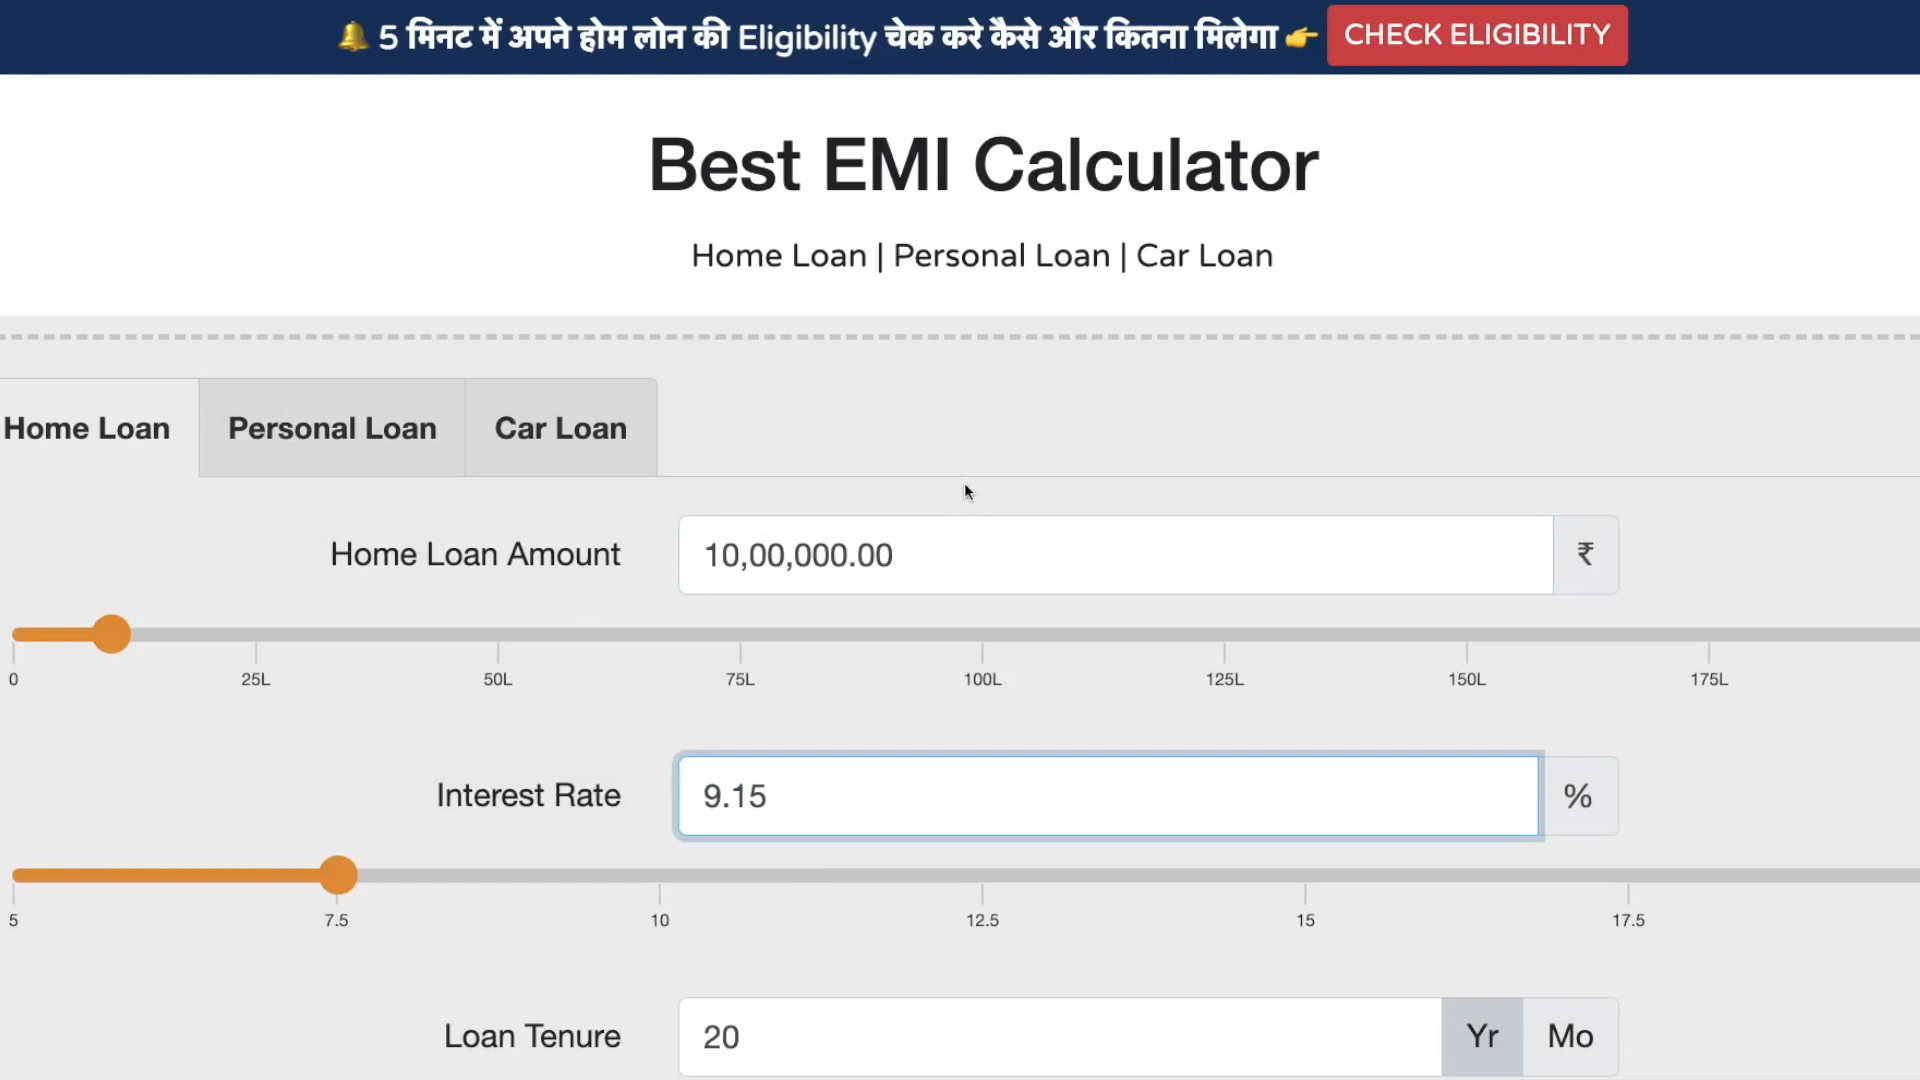 🔔 5 मिनट में अपने होम लोन की Eligibility चेक करे कैसे और कितना मिलेगा 👉 CHECK ELIGIBILITY
Best EMI Calculator
Home Loan | Personal Loan | Car Loan
Home Loan Personal Loan Car Loan
Home Loan Amount 10,00,000.00 ₹
0 25L 50L 75L 100L 125L 150L 175L
Interest Rate 9.15 %
5 7.5 10 12.5 15 17.5
Loan Tenure 20 Yr Mo